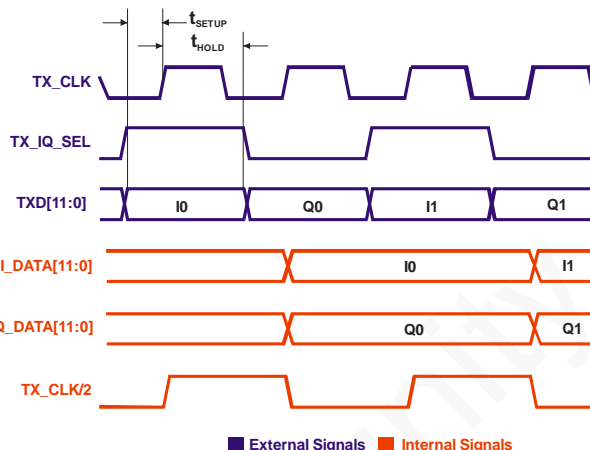 tSETUP
tHOLD
TX_CLK
TX_IQ_SEL
TXD[11:0]
I0
Q0
I1
Q1
I_DATA[11:0]
I0
I1
Q_DATA[11:0]
Q0
Q1
TX_CLK/2
External Signals
Internal Signals